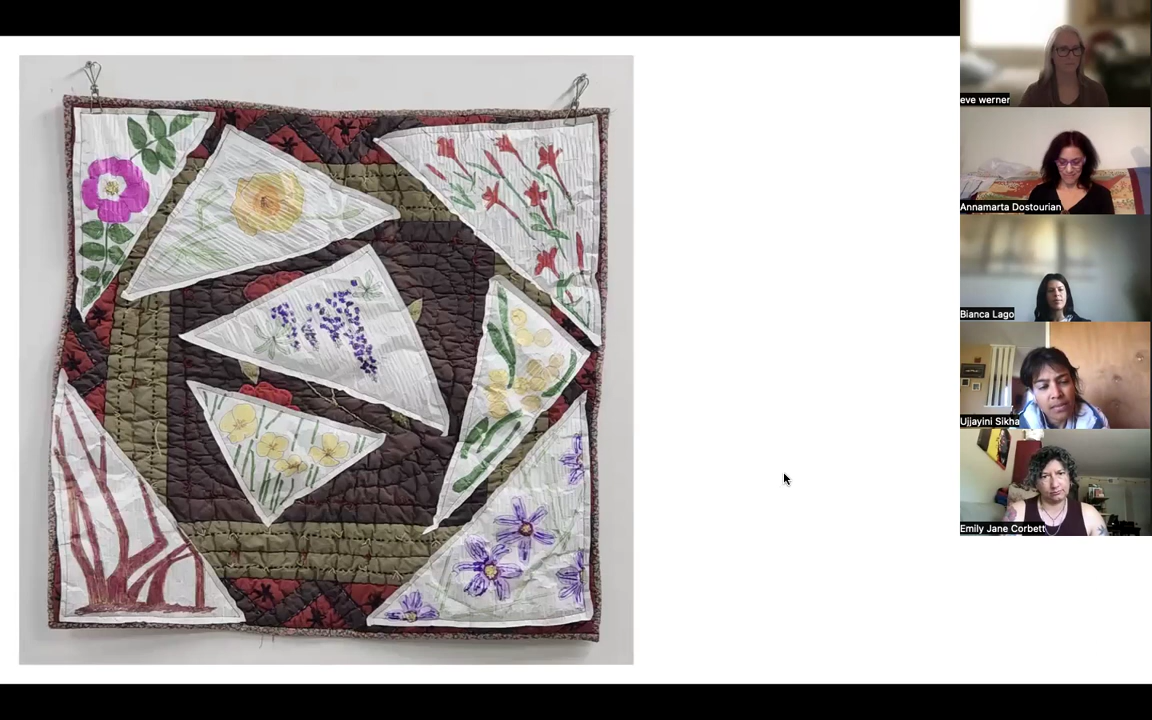 eve werner
Annamarta Dostourian
Bianca Lago
Ujjayini Sikha
Emily Jane Corbett